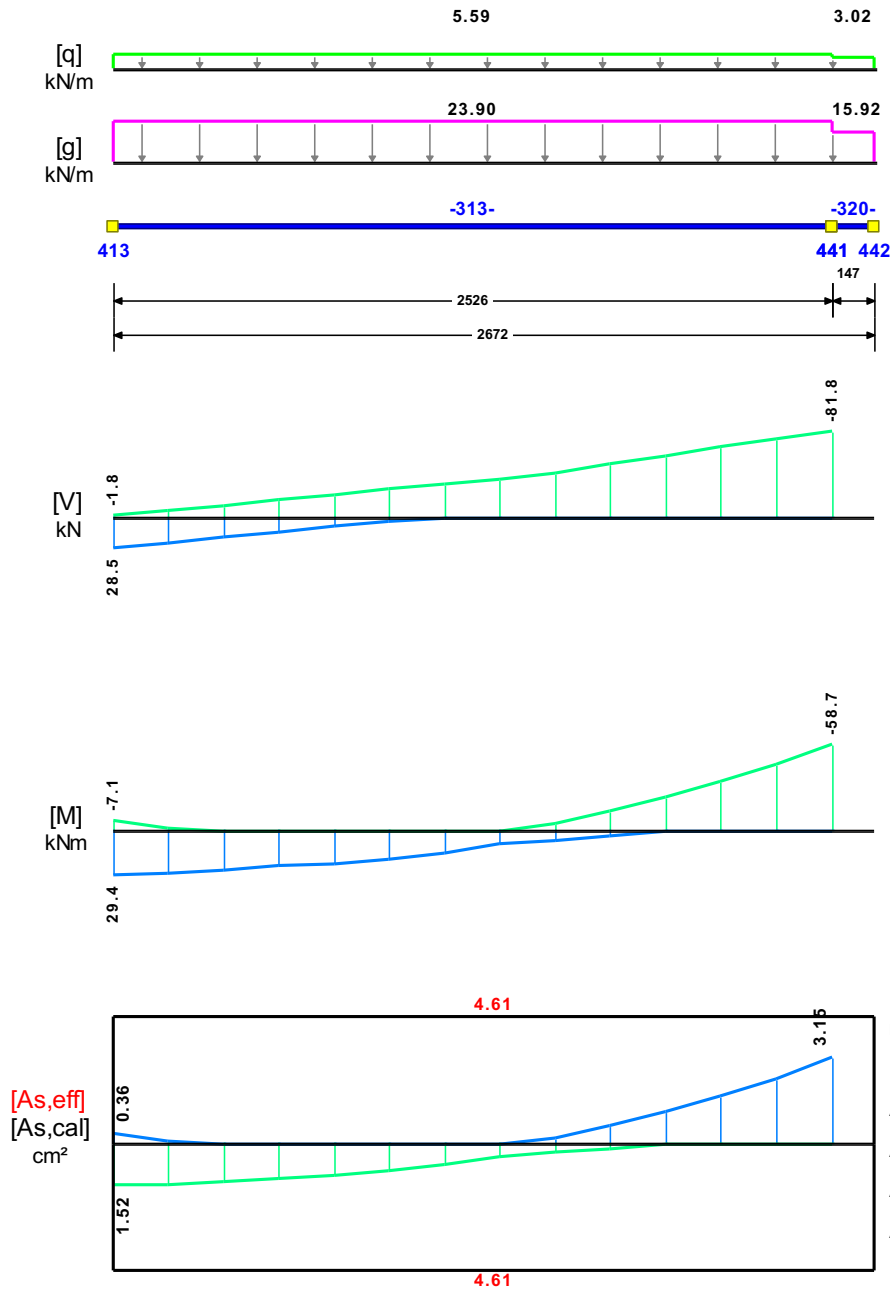 5.59 3.02
[q]
kN/m
23.90 15.92
[g]
kN/m
-313- -320-
413 441 442
147
2526
2672
-81.8
-1.8
[V]
kN
28.5
-58.7
-7.1
[M]
kNm
29.4
4.61
3.15
0.36
[As,eff]
[As,cal]
cm²
1.52
4.61